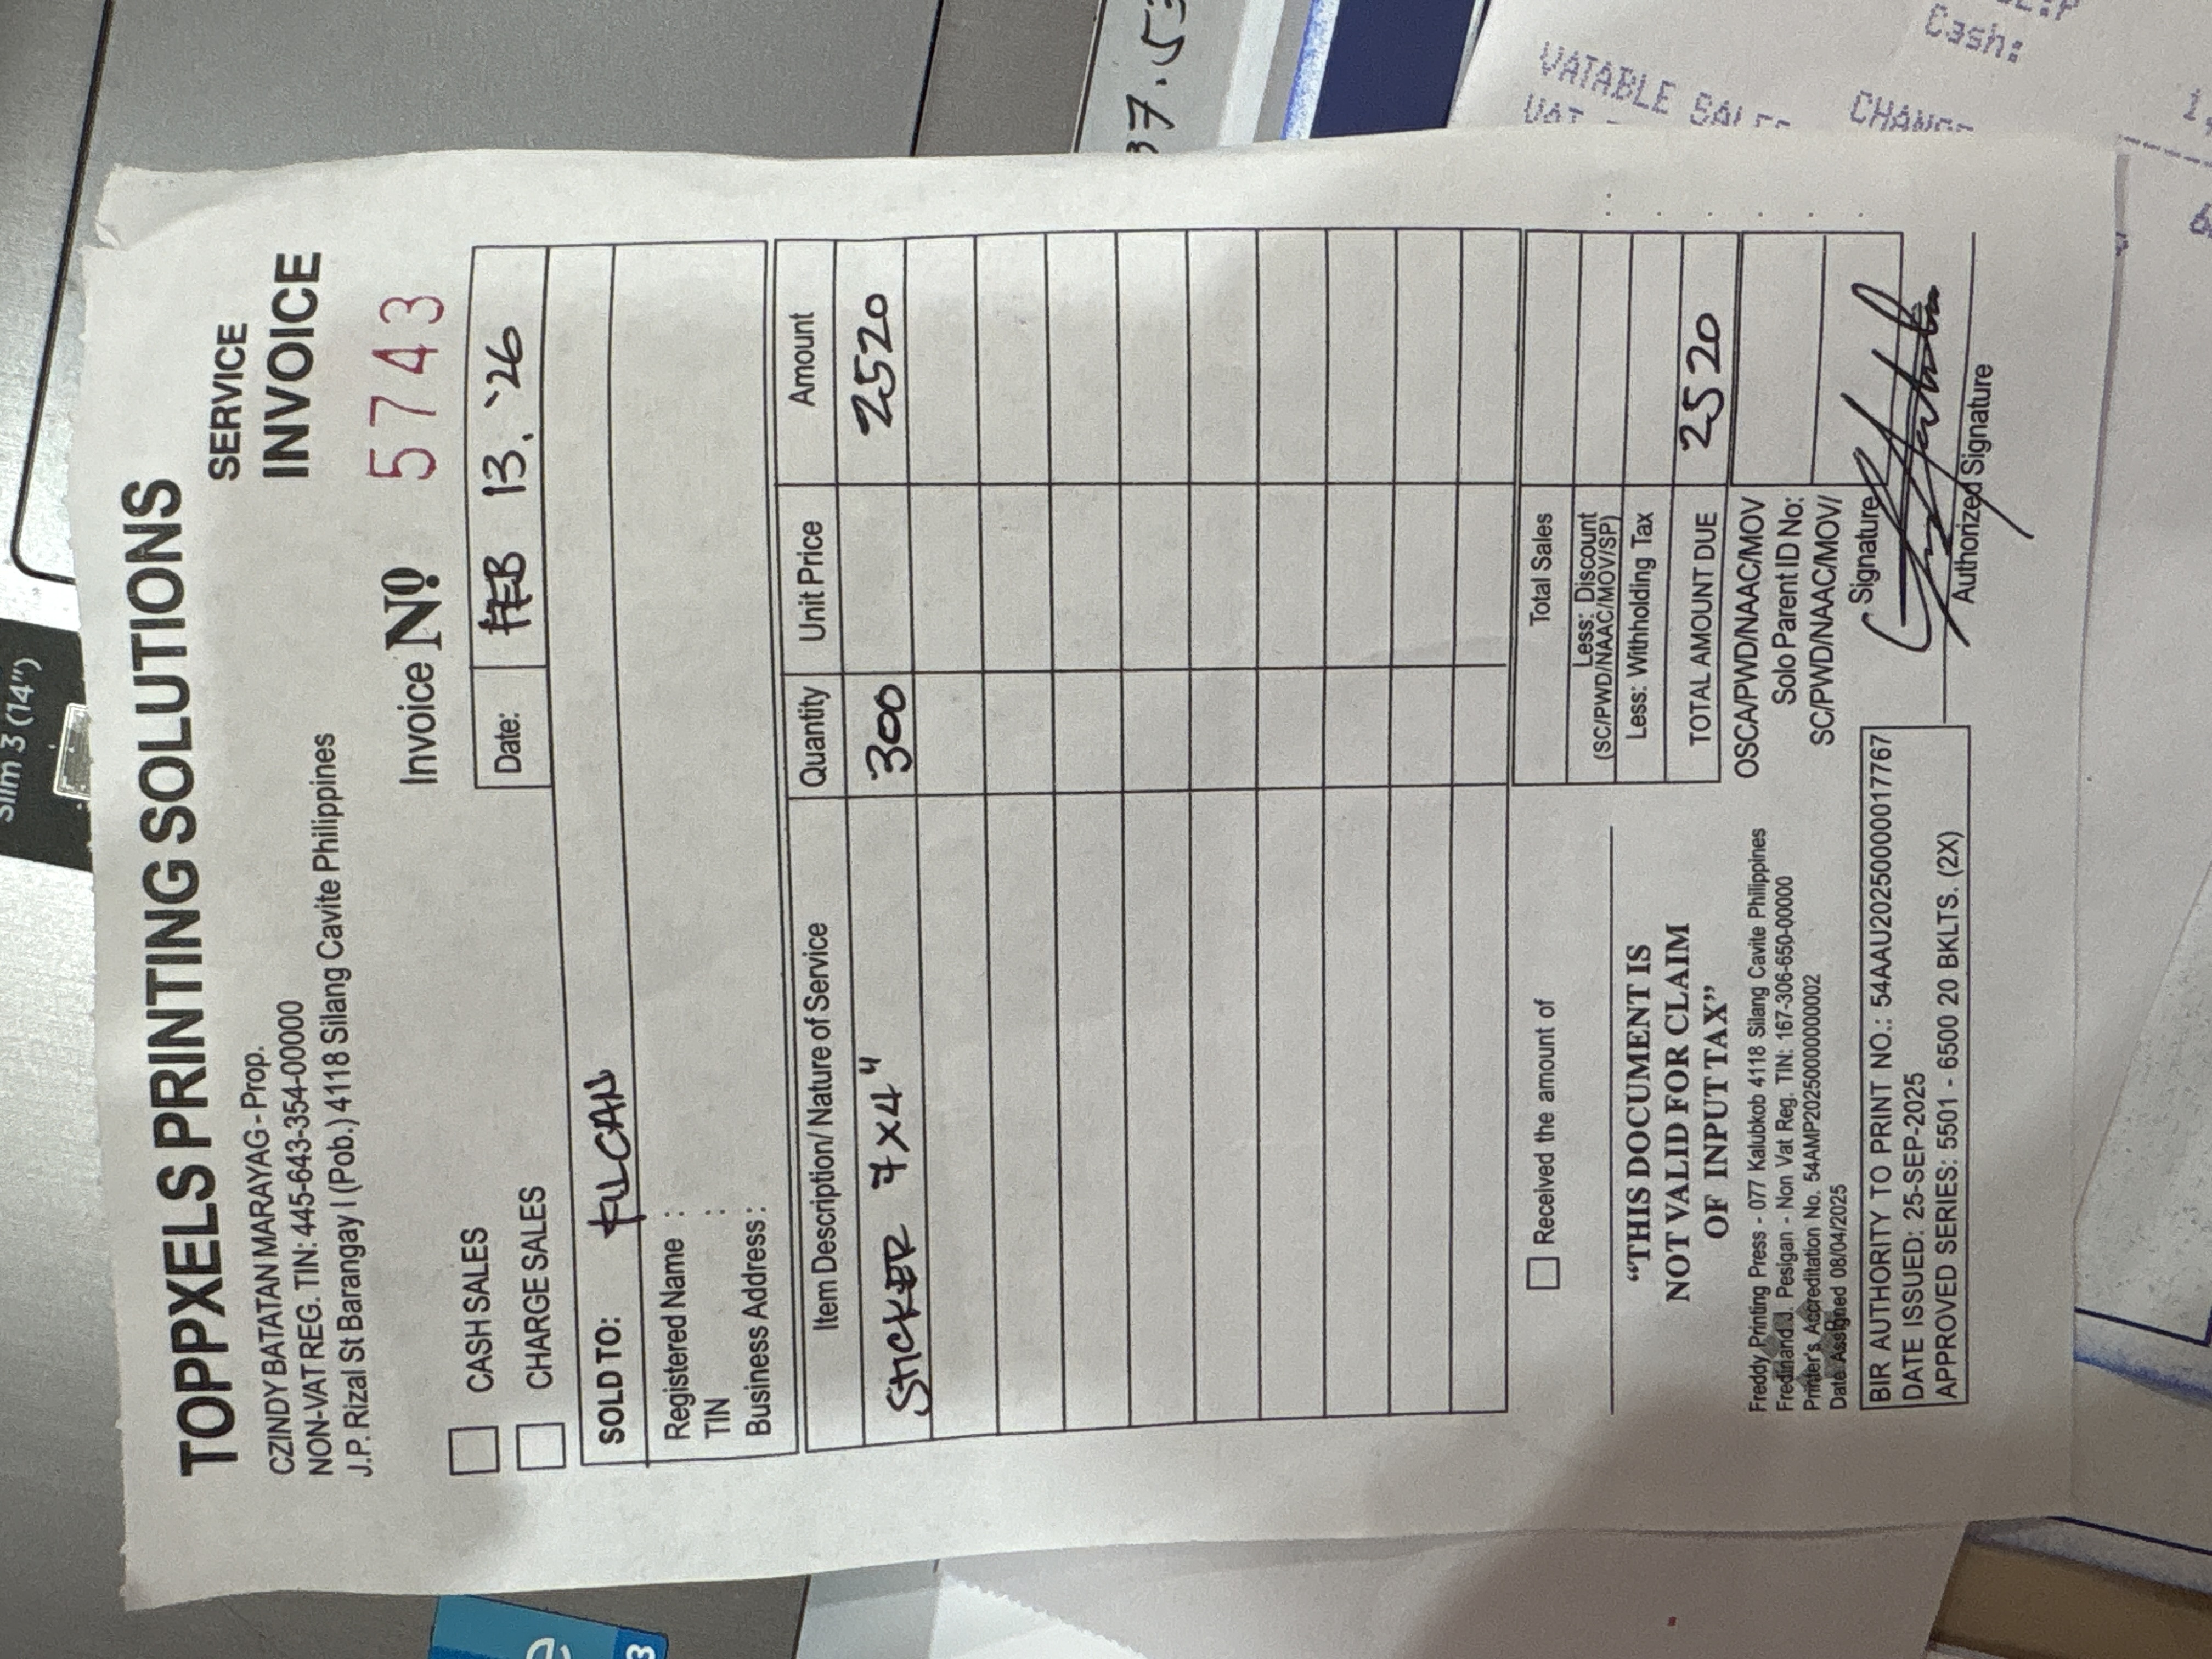 TOPPXELS PRINTING SOLUTIONS
CZINDY BATATAN MARAYAG - Prop.
NON-VAT REG. TIN: 445-643-354-00000
J.P. Rizal St Barangay I (Pob.) 4118 Silang Cavite Philippines
SERVICE
INVOICE
Invoice No 5743
CASH SALES
CHARGE SALES
Date: FEB 13. '26
SOLD TO: FULCAN
Registered Name :
TIN :
Business Address :
Item Description/ Nature of Service Quantity Unit Price Amount
STICKER 7x4" 300 2520
Total Sales
Less: Discount
(SC/PWD/NAAC/MOV/SP)
Less: Withholding Tax
TOTAL AMOUNT DUE 2520
OSCA/PWD/NAAC/MOV
Solo Parent ID No:
SC/PWD/NAAC/MOV/
Signature
Authorized Signature
Received the amount of
“THIS DOCUMENT IS
NOT VALID FOR CLAIM
OF INPUT TAX”
Freddy Printing Press - 077 Kalubkob 4118 Silang Cavite Philippines
Fredinand J. Pesigan - Non Vat Reg. TIN: 167-306-650-00000
Printer's Accreditation No. 54AMP20250000000002
Date Assigned 08/04/2025
BIR AUTHORITY TO PRINT NO.: 54AAU20250000017767
DATE ISSUED: 25-SEP-2025
APPROVED SERIES: 5501 - 6500 20 BKLTS. (2X)
Slim 3 (14")
37.53
Cash:
VATABLE
CHANGE